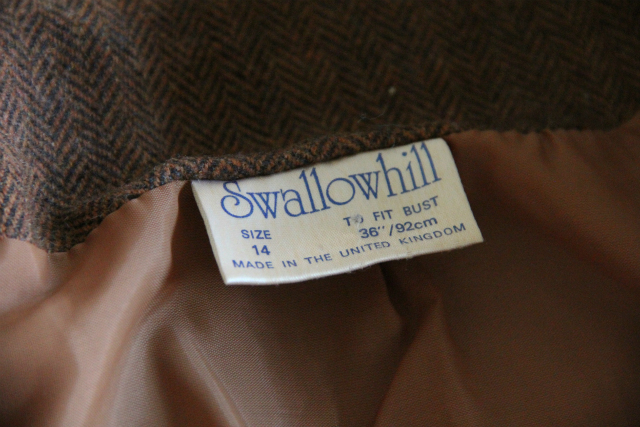 Swallowhill
SIZE TO FIT BUST
14 36"/92cm
MADE IN THE UNITED KINGDOM